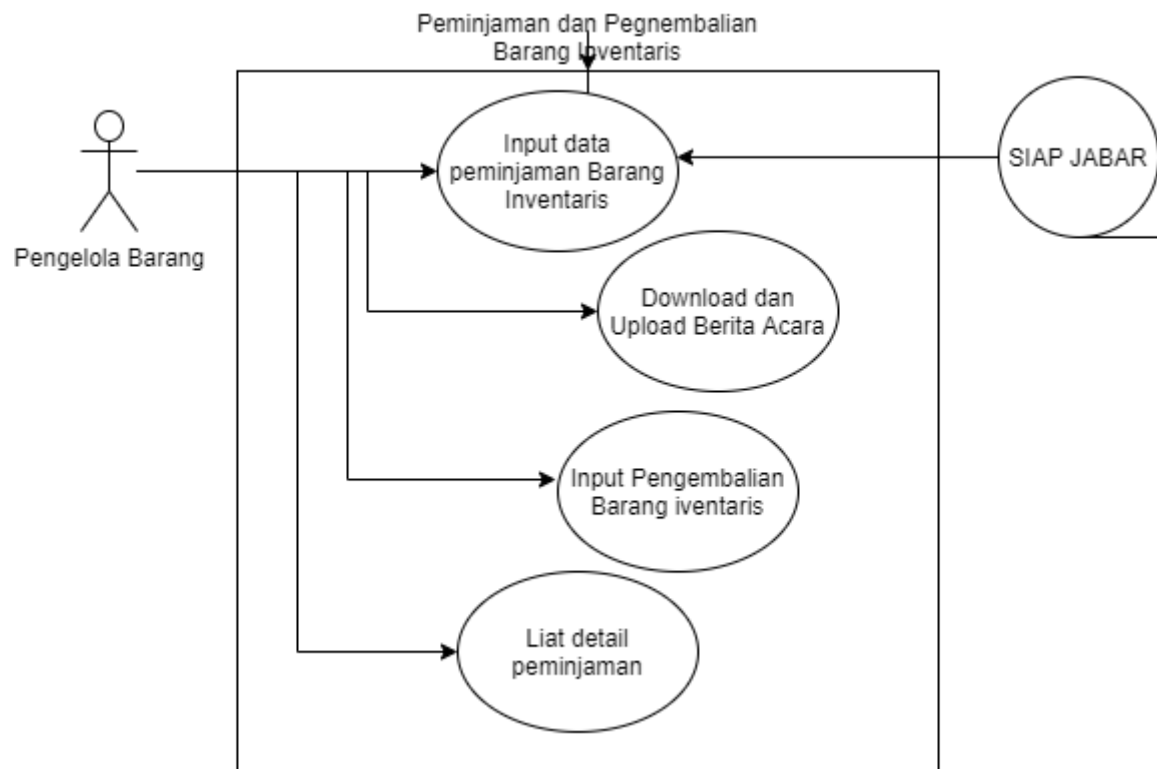 Peminjaman dan Pegnembalian
Barang Inventaris
Input data
peminjaman Barang
Inventaris
SIAP JABAR
Pengelola Barang
Download dan
Upload Berita Acara
Input Pengembalian
Barang iventaris
Liat detail
peminjaman